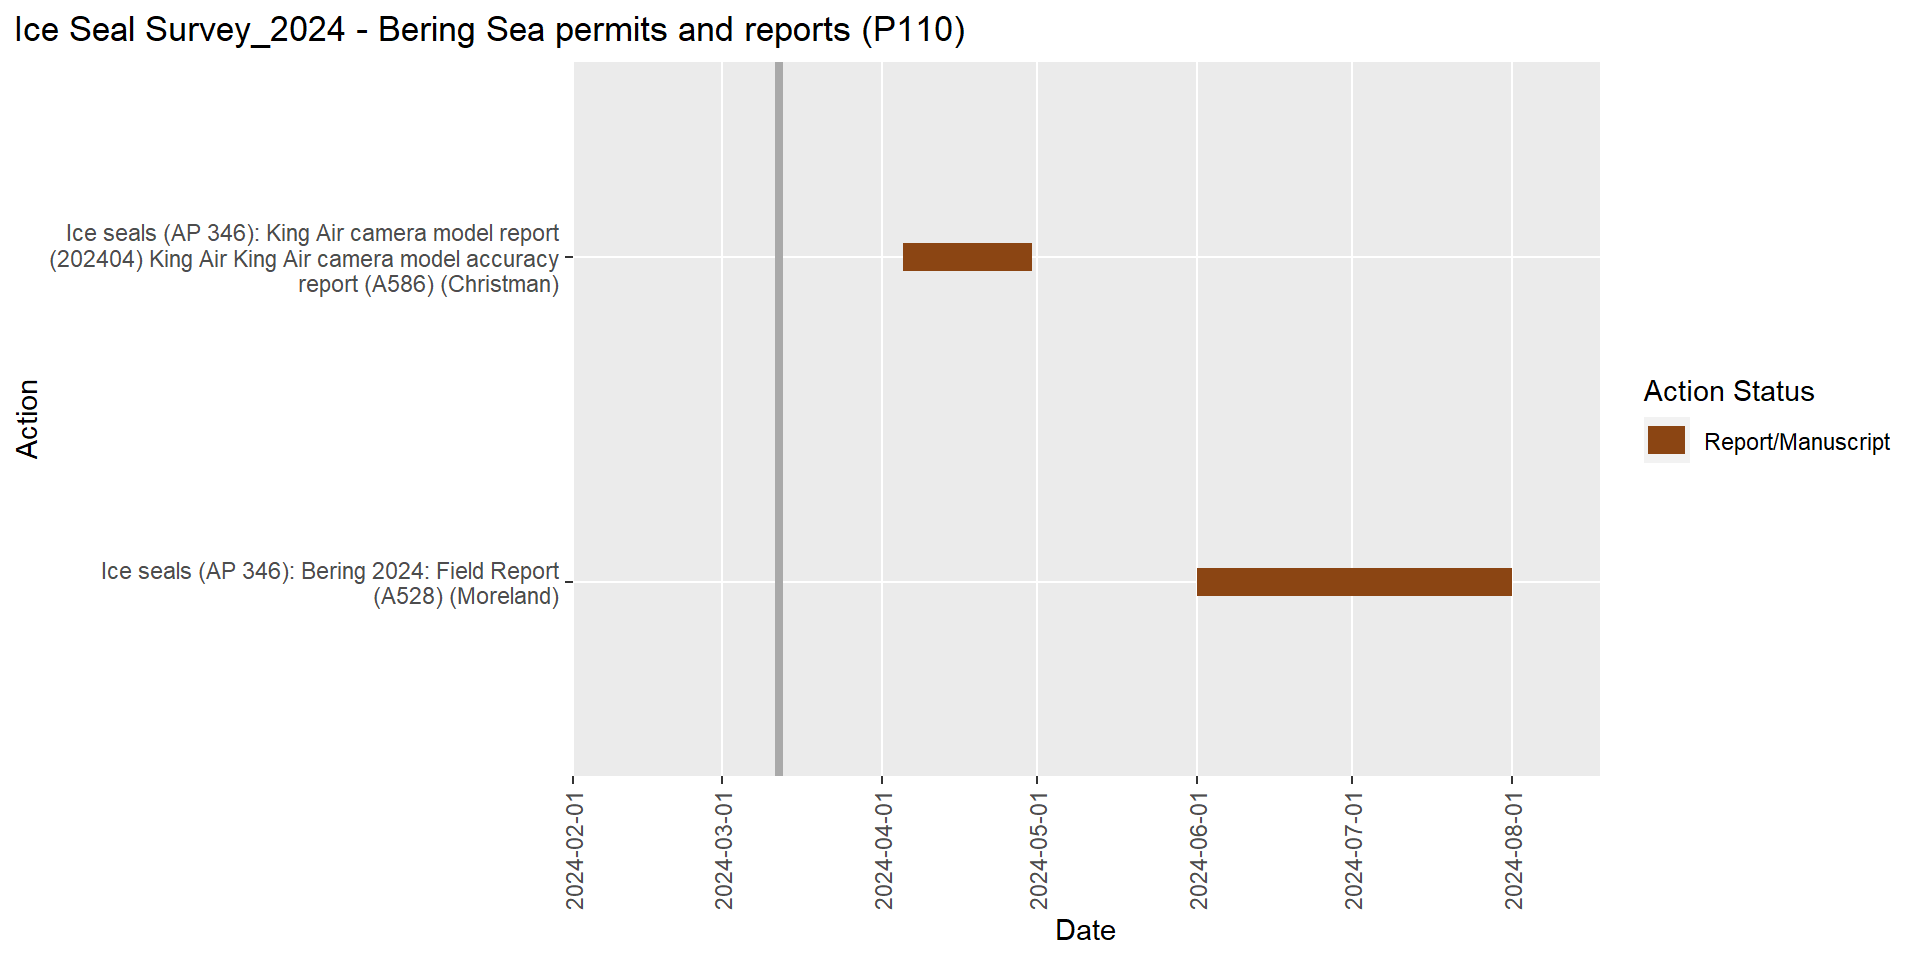 Ice Seal Survey_2024 - Bering Sea permits and reports (P110)
Ice seals (AP 346): King Air camera model report
(202404) King Air King Air camera model accuracy
report (A586) (Christman)
Ice seals (AP 346): Bering 2024: Field Report
(A528) (Moreland)
Action
2024-02-01
2024-03-01
2024-04-01
2024-05-01
2024-06-01
2024-07-01
2024-08-01
Date
Action Status
Report/Manuscript